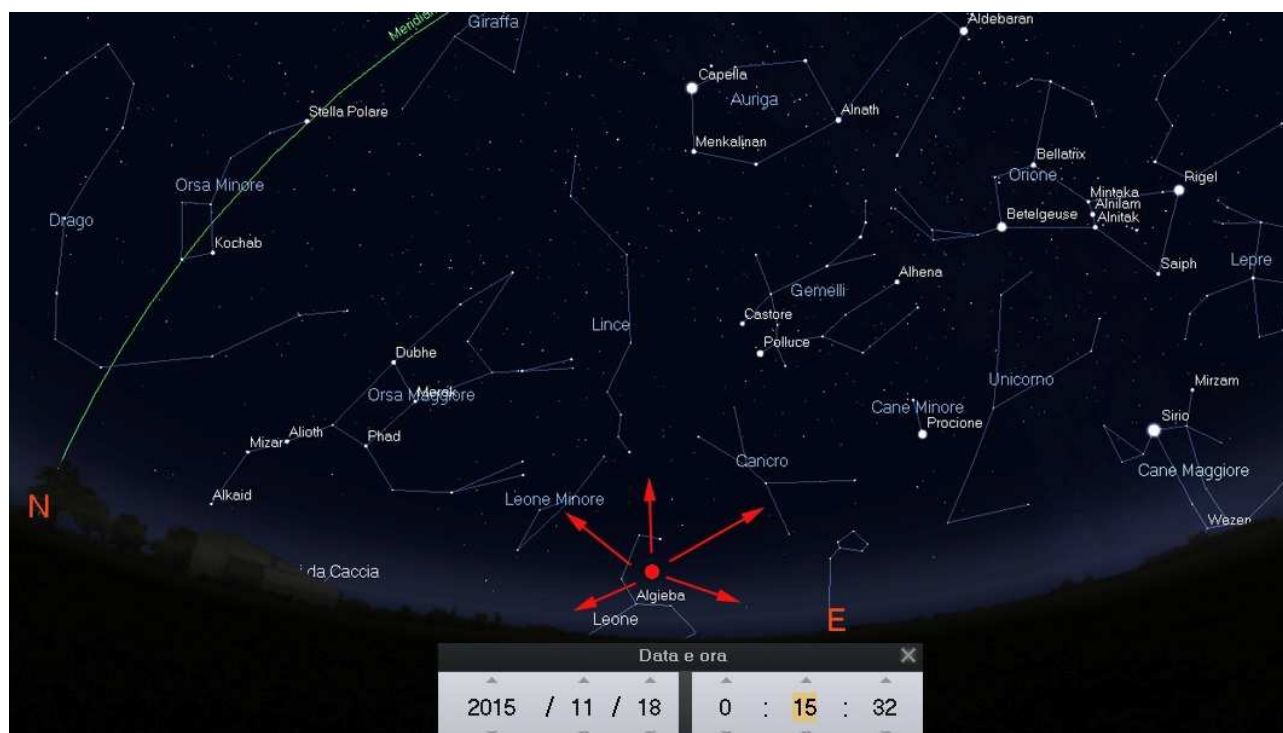 Meridian
Giraffa
Aldebaran
Capella
Auriga
Alnath
Stella Polare
Menkalinan
Bellatrix
Orione
Rigel
Orsa Minore
Mintaka
Alnilam
Betelgeuse
Alnitak
Drago
Kochab
Saiph
Lepre
Alhena
Gemelli
Castore
Lince
Polluce
Dubhe
Unicorno
Mirzam
Orsa Maggiore
Merak
Cane Minore
Sirio
Procione
Mizar
Alioth
Phad
Cancro
Cane Maggiore
Alkaid
Leone Minore
N
Wezen
i da Caccia
Algieba
Leone
E
Data e ora
2015 / 11 / 18 0 : 15 : 32